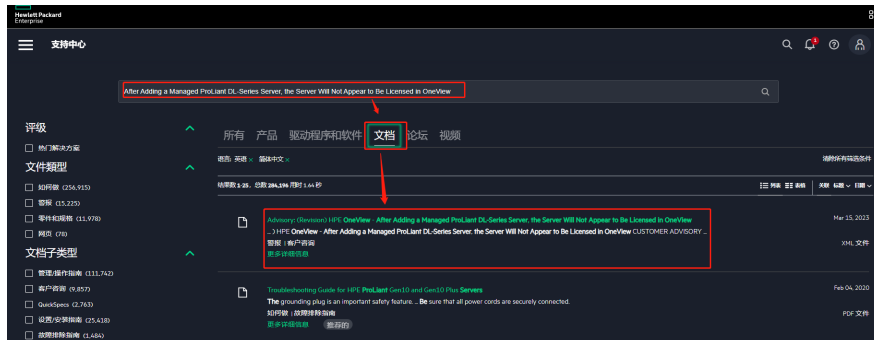 Hewlett Packard
Enterprise
支持中心
1
After Adding a Managed ProLiant DL-Series Server, the Server Will Not Appear to Be Licensed in OneView
评级
热门解决方案
文件類型
如何做 (256,915)
警报 (15,225)
零件和规格 (11,978)
网页 (78)
文档子类型
管理/操作指南 (111,742)
客户咨询 (9,857)
QuickSpecs (2,763)
设置/安装指南 (25,418)
故障排除指南 (1,484)
所有 产品 驱动程序和软件 文档 论坛 视频
语言: 英语 × 简体中文 ×
清除所有筛选条件
结果数 1-25, 总数 284,196 用时 1.64 秒
列表 表格 关联 标题 日期
Advisory: (Revision) HPE OneView - After Adding a Managed ProLiant DL-Series Server, the Server Will Not Appear to Be Licensed in OneView
Mar 15, 2023
... ) HPE OneView - After Adding a Managed ProLiant DL-Series Server, the Server Will Not Appear to Be Licensed in OneView CUSTOMER ADVISORY ...
警报 | 客户咨询
XML 文件
更多详细信息
Troubleshooting Guide for HPE ProLiant Gen10 and Gen10 Plus Servers
Feb 04, 2020
The grounding plug is an important safety feature. ... Be sure that all power cords are securely connected.
如何做 | 故障排除指南
PDF 文件
更多详细信息 推荐的